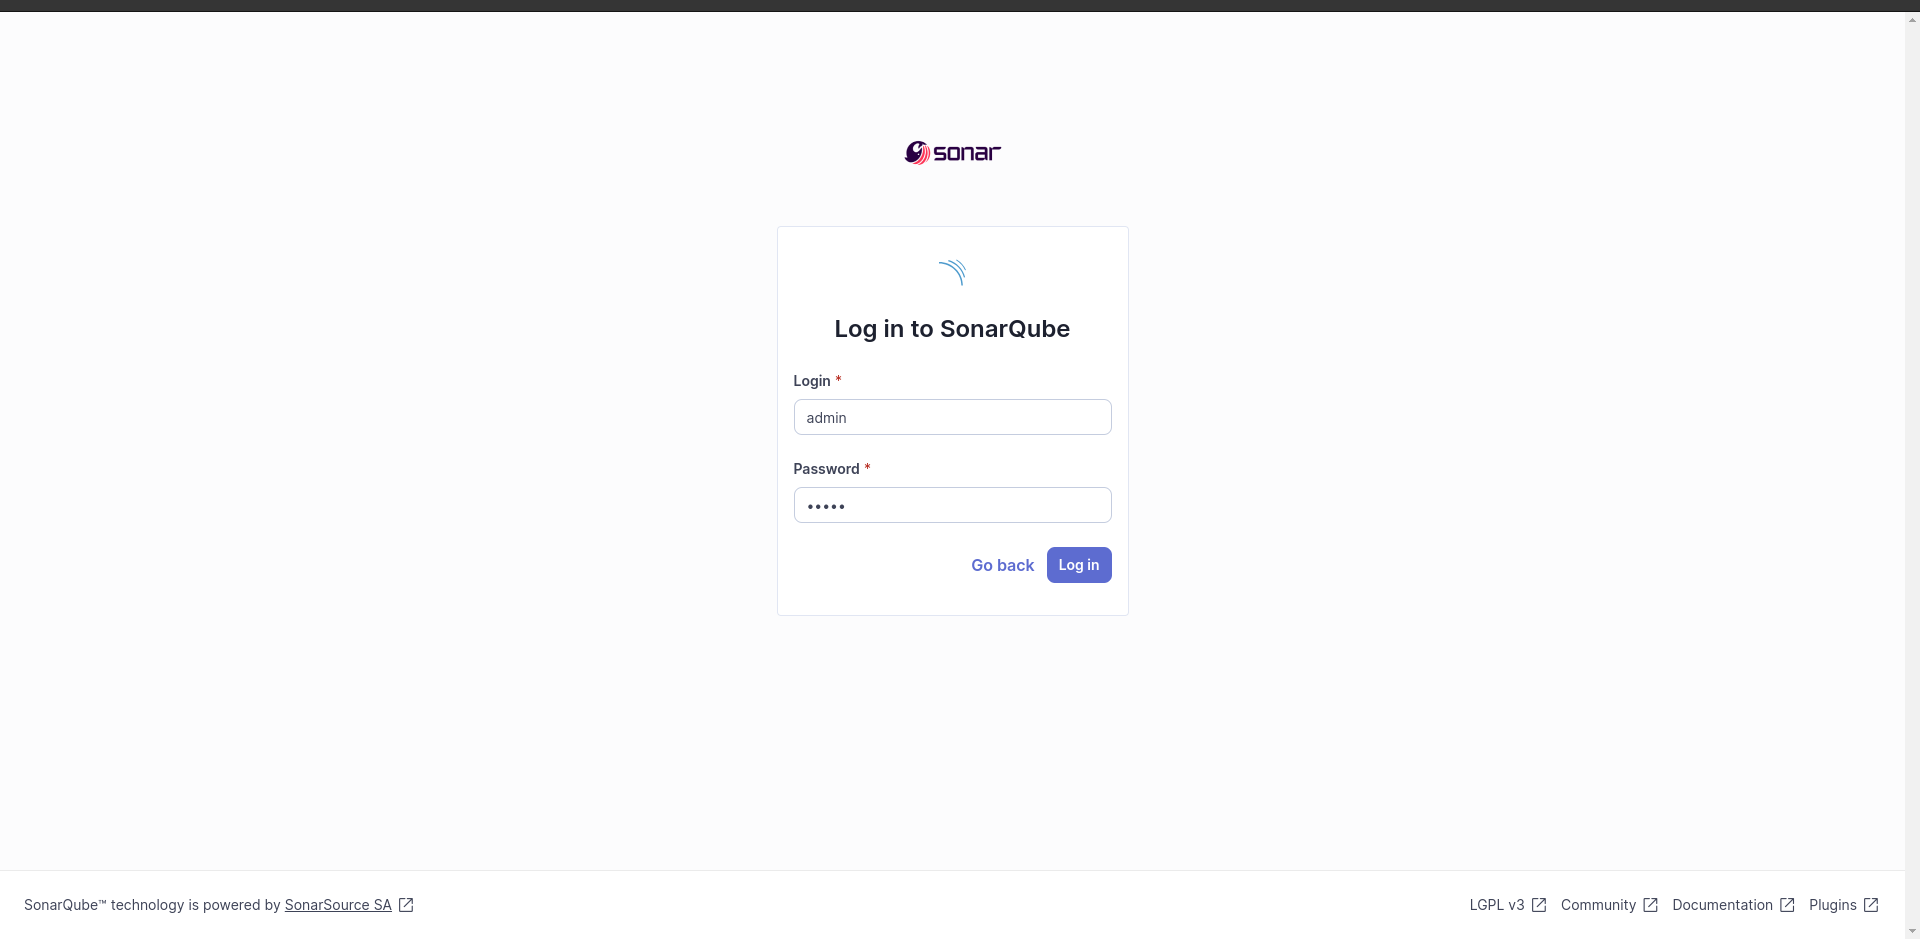 sonar
Log in to SonarQube
Login *
admin
Password *
•••••
Go back
Log in
SonarQube™ technology is powered by SonarSource SA
LGPL v3
Community
Documentation
Plugins